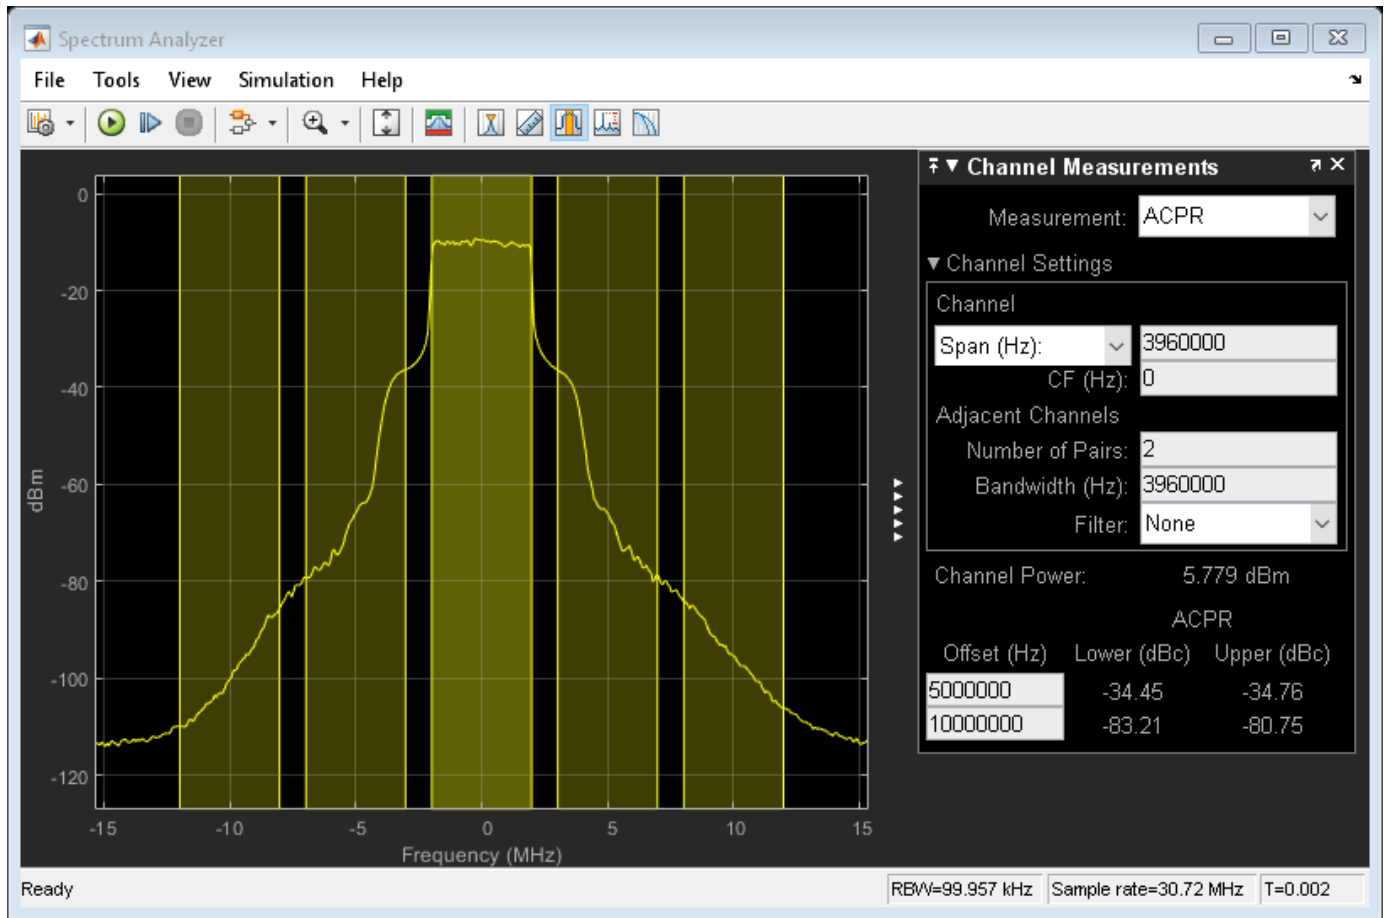 Spectrum Analyzer
File Tools View Simulation Help
Channel Measurements
Measurement: ACPR
Channel Settings
Channel
Span (Hz): 3960000
CF (Hz): 0
Adjacent Channels
Number of Pairs: 2
Bandwidth (Hz): 3960000
Filter: None
Channel Power: 5.779 dBm
ACPR
Offset (Hz) Lower (dBc) Upper (dBc)
5000000 -34.45 -34.76
10000000 -83.21 -80.75
0
-20
-40
-60
-80
-100
-120
dBm
-15 -10 -5 0 5 10 15
Frequency (MHz)
Ready RBW=99.957 kHz Sample rate=30.72 MHz T=0.002